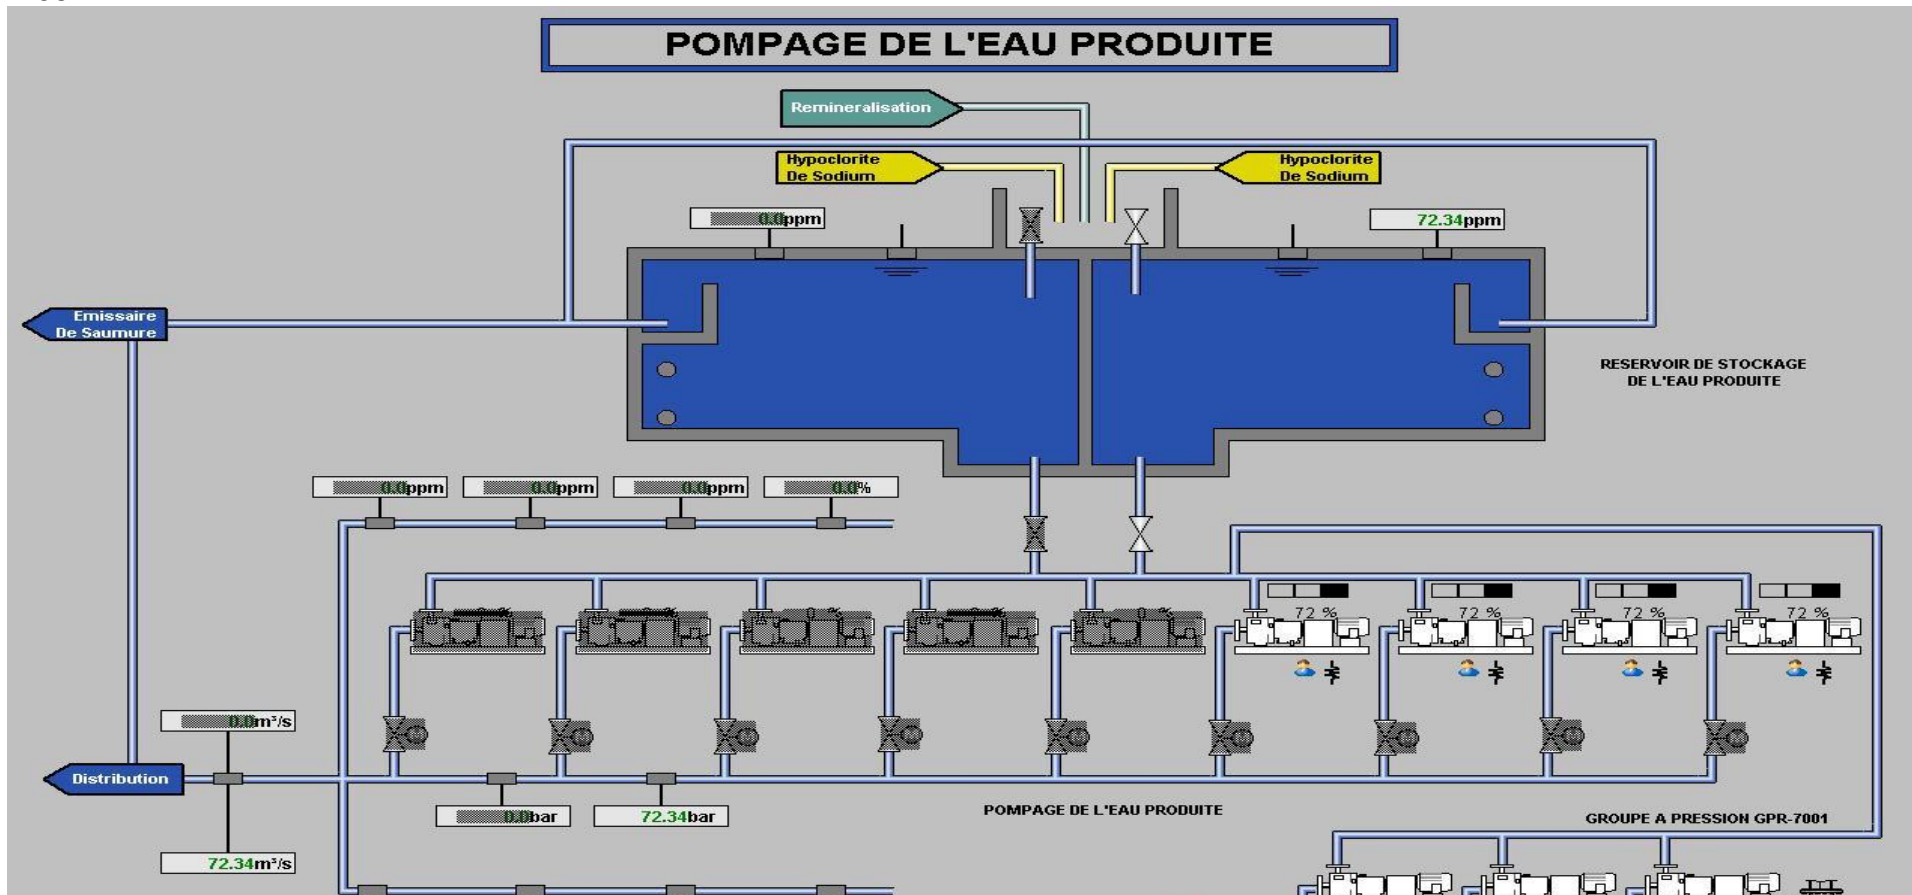 POMPAGE DE L'EAU PRODUITE
Remineralisation
Hypoclorite
De Sodium
Hypoclorite
De Sodium
0.0ppm
72.34ppm
Emissaire
De Saumure
RESERVOIR DE STOCKAGE
DE L'EAU PRODUITE
0.0ppm
0.0ppm
0.0ppm
0.0%
0 %
0 %
72 %
72 %
72 %
72 %
M
M
M
M
M
M
M
M
M
0.0m³/s
Distribution
0.0bar
72.34bar
POMPAGE DE L'EAU PRODUITE
GROUPE A PRESSION GPR-7001
72.34m³/s